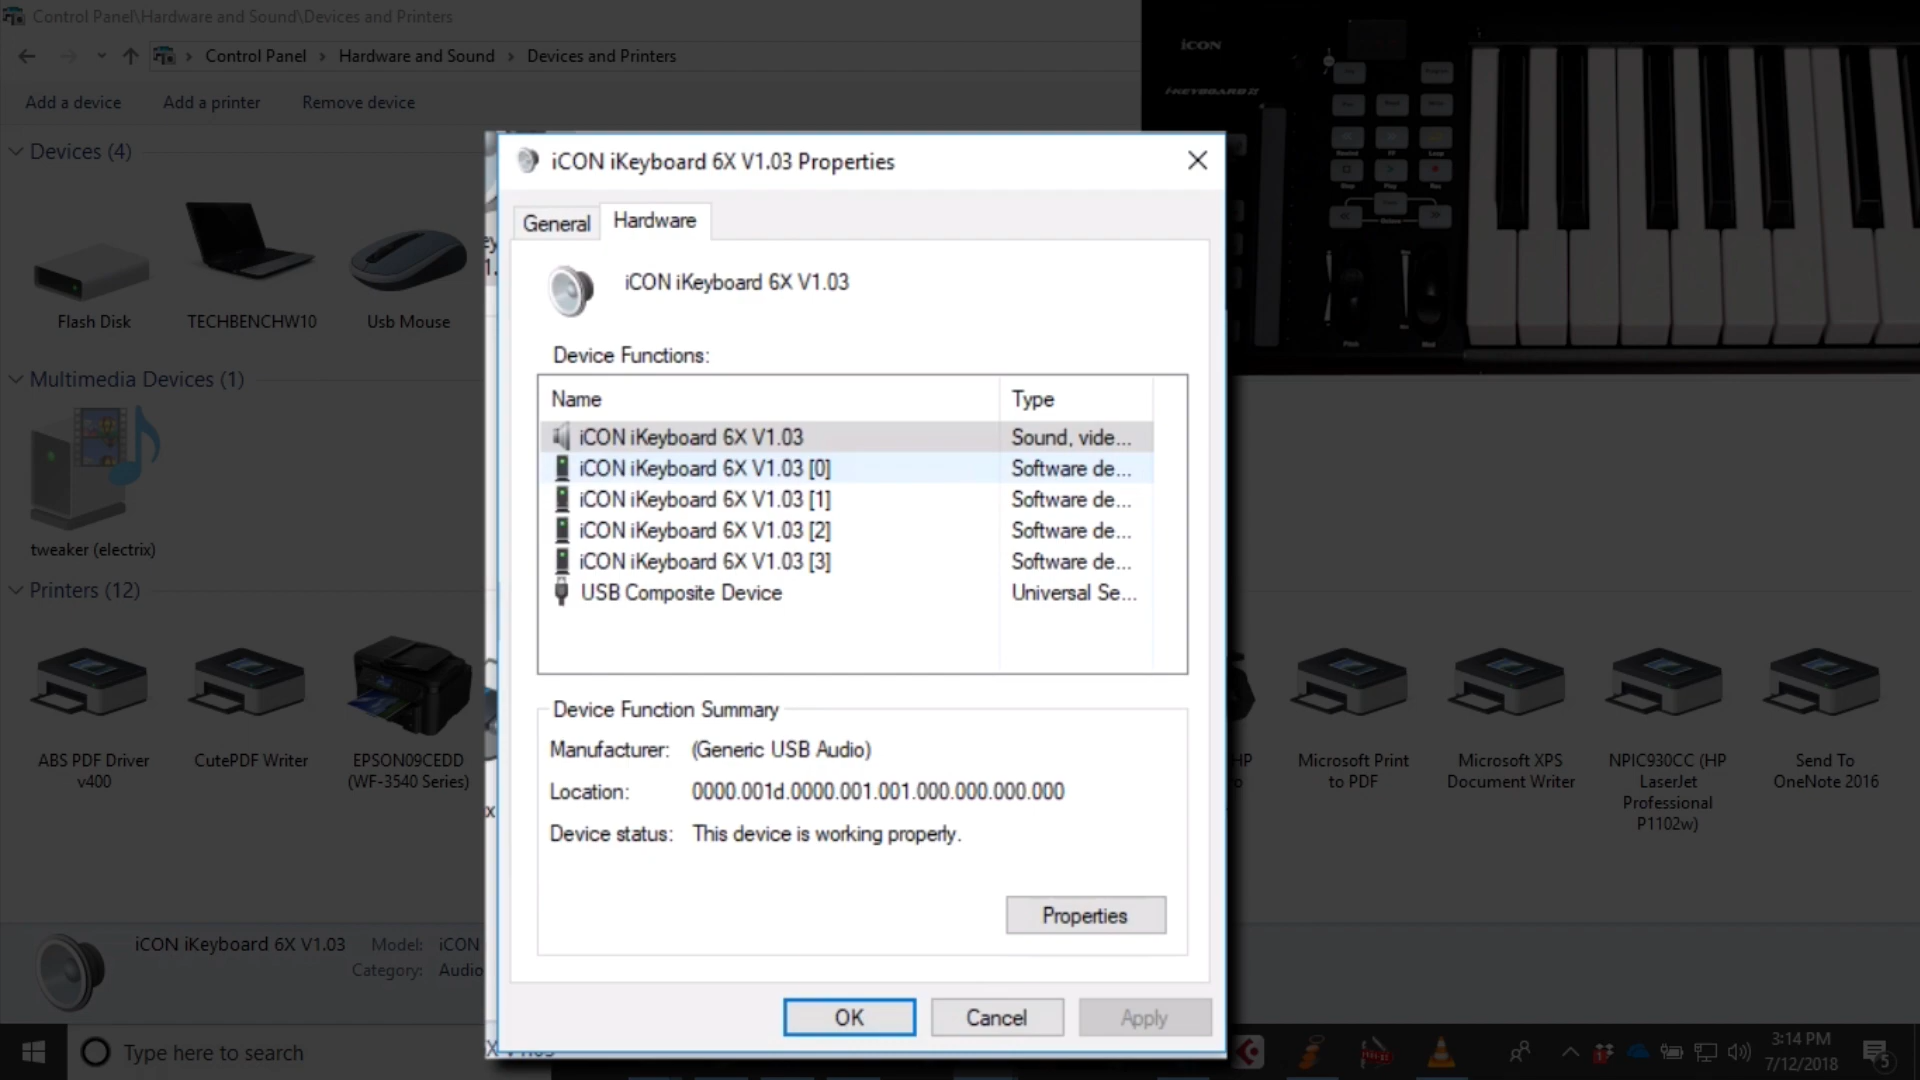 Control Panel\Hardware and Sound\Devices and Printers
Control Panel > Hardware and Sound > Devices and Printers
Add a device Add a printer Remove device
Devices (4)
Flash Disk
TECHBENCHW10
Usb Mouse
Multimedia Devices (1)
tweaker (electrix)
Printers (12)
ABS PDF Driver
v400
CutePDF Writer
EPSON09CEDD
(WF-3540 Series)
Microsoft Print
to PDF
Microsoft XPS
Document Writer
NPIC930CC (HP
LaserJet
Professional
P1102w)
Send To
OneNote 2016
iCON
iKEYBOARD
iCON iKeyboard 6X V1.03 Properties
General Hardware
iCON iKeyboard 6X V1.03
Device Functions:
Name Type
iCON iKeyboard 6X V1.03 Sound, vide...
iCON iKeyboard 6X V1.03 [0] Software de...
iCON iKeyboard 6X V1.03 [1] Software de...
iCON iKeyboard 6X V1.03 [2] Software de...
iCON iKeyboard 6X V1.03 [3] Software de...
USB Composite Device Universal Se...
Device Function Summary
Manufacturer: (Generic USB Audio)
Location: 0000.001d.0000.001.001.000.000.000.000
Device status: This device is working properly.
Properties
OK Cancel Apply
iCON iKeyboard 6X V1.03 Model: iCON
Category: Audio
Type here to search
3:14 PM
7/12/2018
5